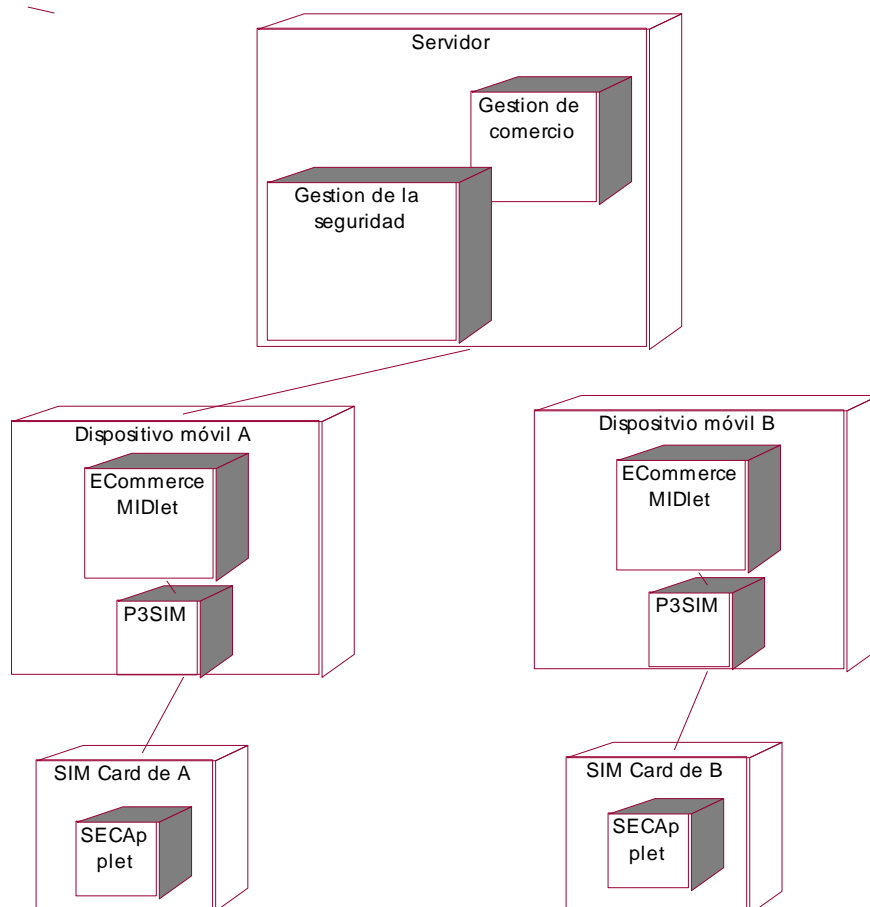 Servidor
Gestion de
comercio
Gestion de la
seguridad
Dispositivo móvil A
ECommerce
MIDlet
P3SIM
Dispositvio móvil B
ECommerce
MIDlet
P3SIM
SIM Card de A
SECAp
plet
SIM Card de B
SECAp
plet